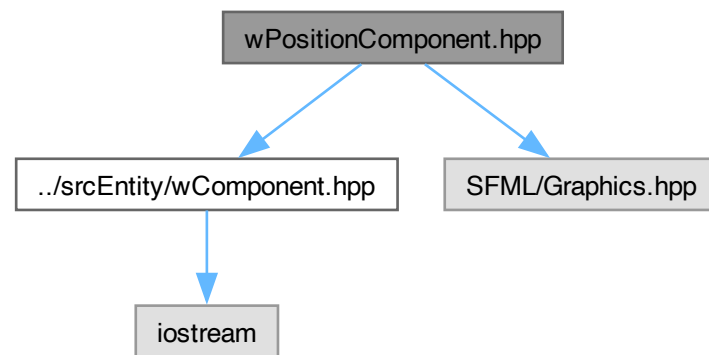 wPositionComponent.hpp
../srcEntity/wComponent.hpp
SFML/Graphics.hpp
iostream